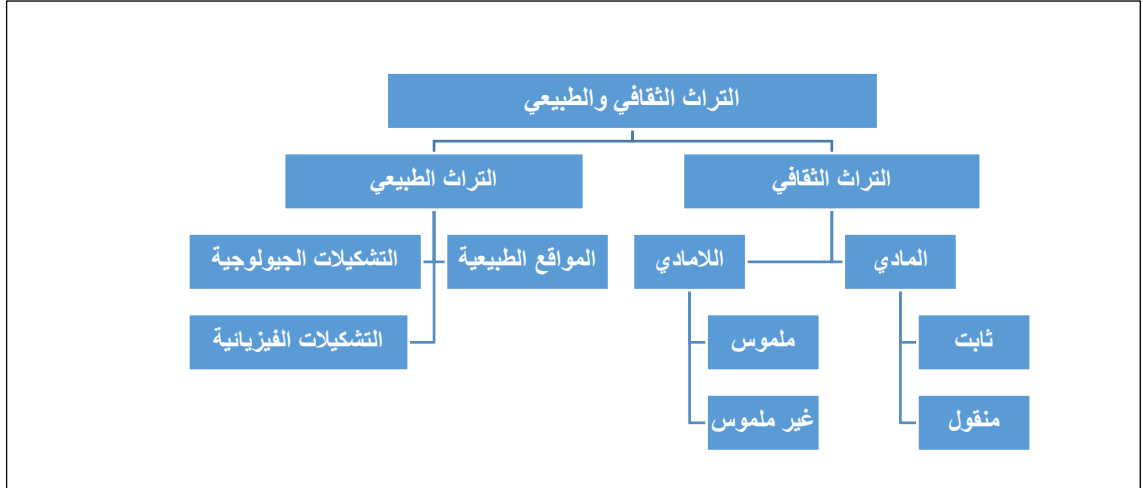 التراث الثقافي والطبيعي
التراث الثقافي
التراث الطبيعي
المادي
اللامادي
المواقع الطبيعية
التشكيلات الجيولوجية
ثابت
ملموس
التشكيلات الفيزيائية
منقول
غير ملموس